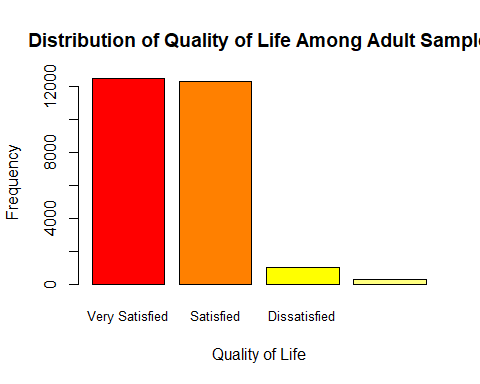 Distribution of Quality of Life Among Adult Sample
12000
8000
4000
0
Frequency
Very Satisfied Satisfied Dissatisfied
Quality of Life